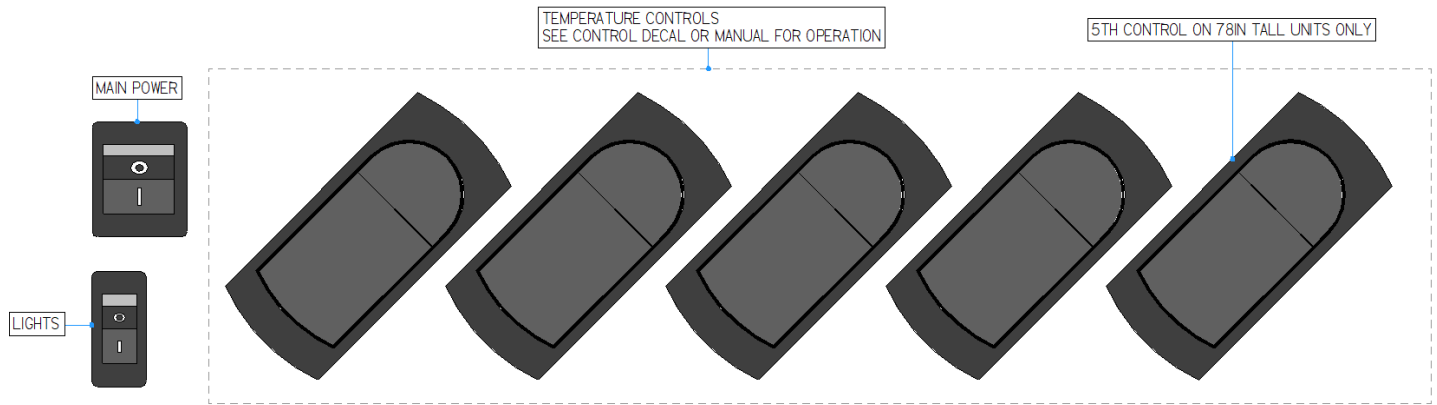 TEMPERATURE CONTROLS
SEE CONTROL DECAL OR MANUAL FOR OPERATION
5TH CONTROL ON 78IN TALL UNITS ONLY
MAIN POWER
O
I
LIGHTS
O
I